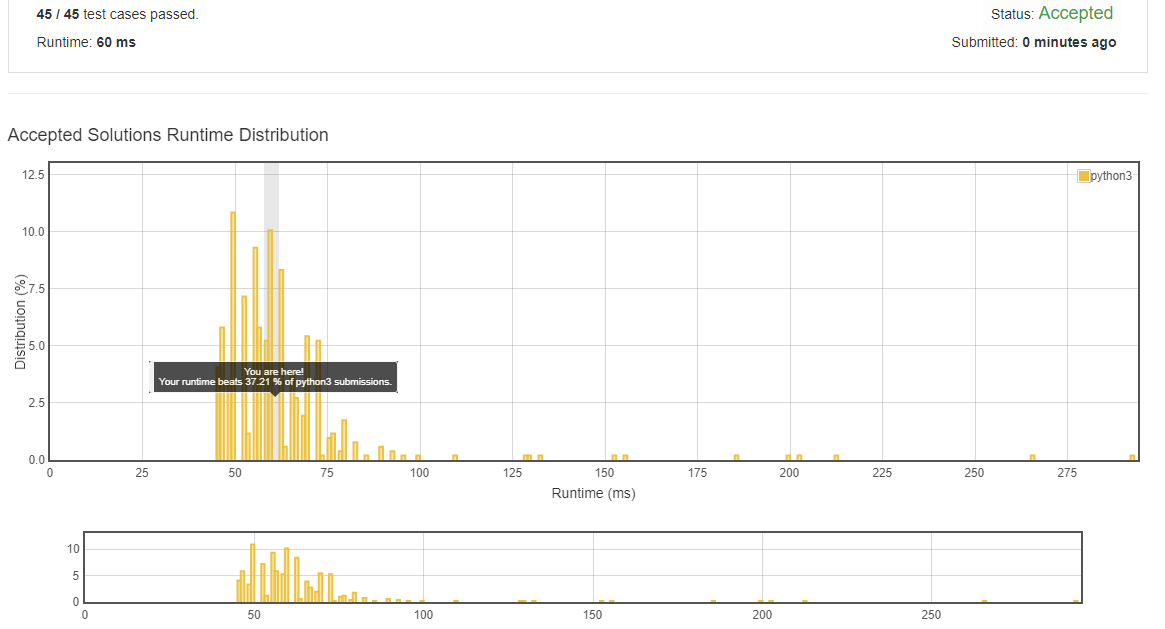 45 / 45 test cases passed.
Status: Accepted
Runtime: 60 ms
Submitted: 0 minutes ago
Accepted Solutions Runtime Distribution
12.5
python3
10.0
7.5
Distribution (%)
5.0
You are here!
Your runtime beats 37.21 % of python3 submissions.
2.5
0.0
0 25 50 75 100 125 150 175 200 225 250 275
Runtime (ms)
10
5
0
0 50 100 150 200 250